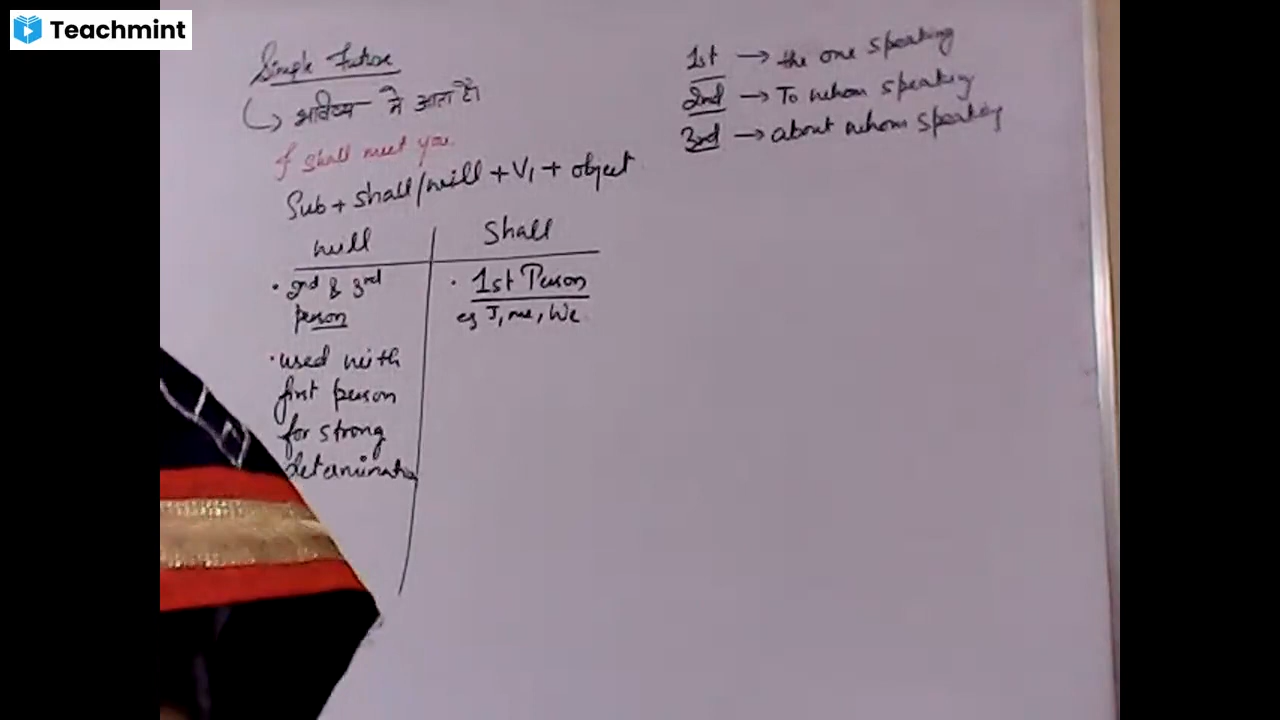 Teachmint
Simple Future
भविष्य मे आता है।
I shall meet you.
Sub + shall/will + V1 + object
will
Shall
• 2nd & 3rd
person
• used with
first person
for strong
determination
• 1st Person
eg I, me, We
1st → the one speaking
2nd → To whom speaking
3rd → about whom speaking